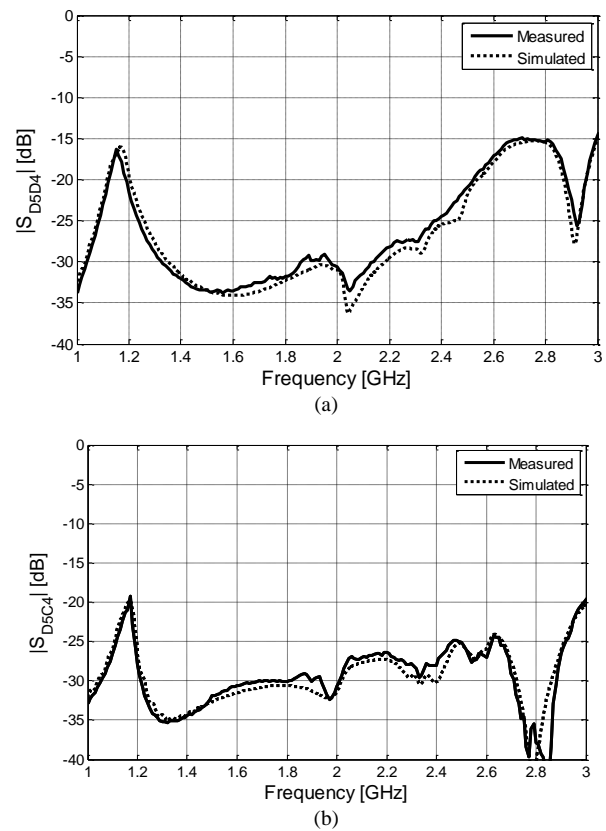 0
-5
-10
-15
-20
-25
-30
-35
-40
|S_D5D4| [dB]
Measured
Simulated
1 1.2 1.4 1.6 1.8 2 2.2 2.4 2.6 2.8 3
Frequency [GHz]
(a)
0
-5
-10
-15
-20
-25
-30
-35
-40
|S_D5C4| [dB]
Measured
Simulated
1 1.2 1.4 1.6 1.8 2 2.2 2.4 2.6 2.8 3
Frequency [GHz]
(b)